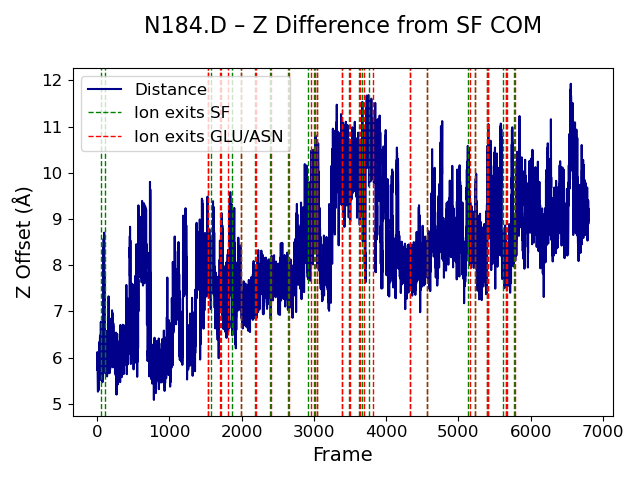 N184.D – Z Difference from SF COM
Distance
Ion exits SF
Ion exits GLU/ASN
Z Offset (Å)
12
11
10
9
8
7
6
5
0 1000 2000 3000 4000 5000 6000 7000
Frame